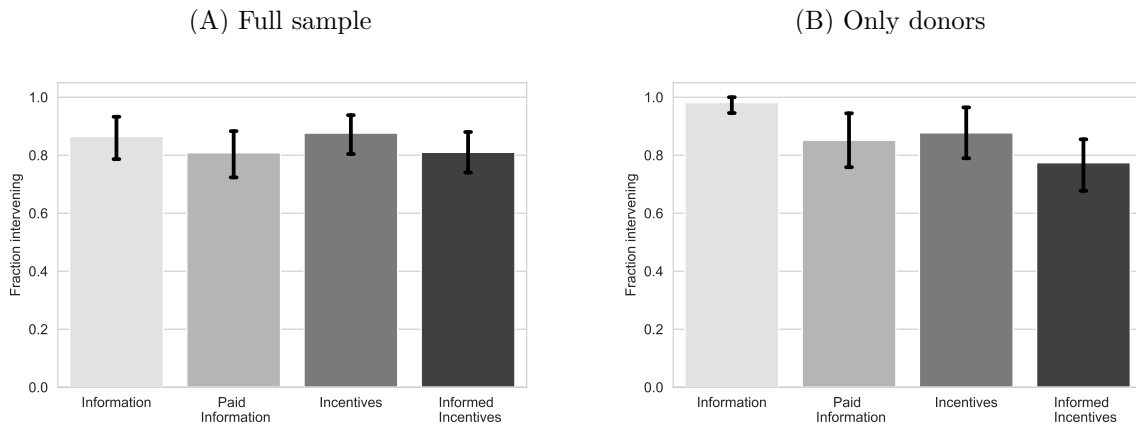 (A) Full sample
1.0
0.8
0.6
0.4
0.2
0.0
Fraction intervening
Information
Paid
Information
Incentives
Informed
Incentives
(B) Only donors
1.0
0.8
0.6
0.4
0.2
0.0
Fraction intervening
Information
Paid
Information
Incentives
Informed
Incentives